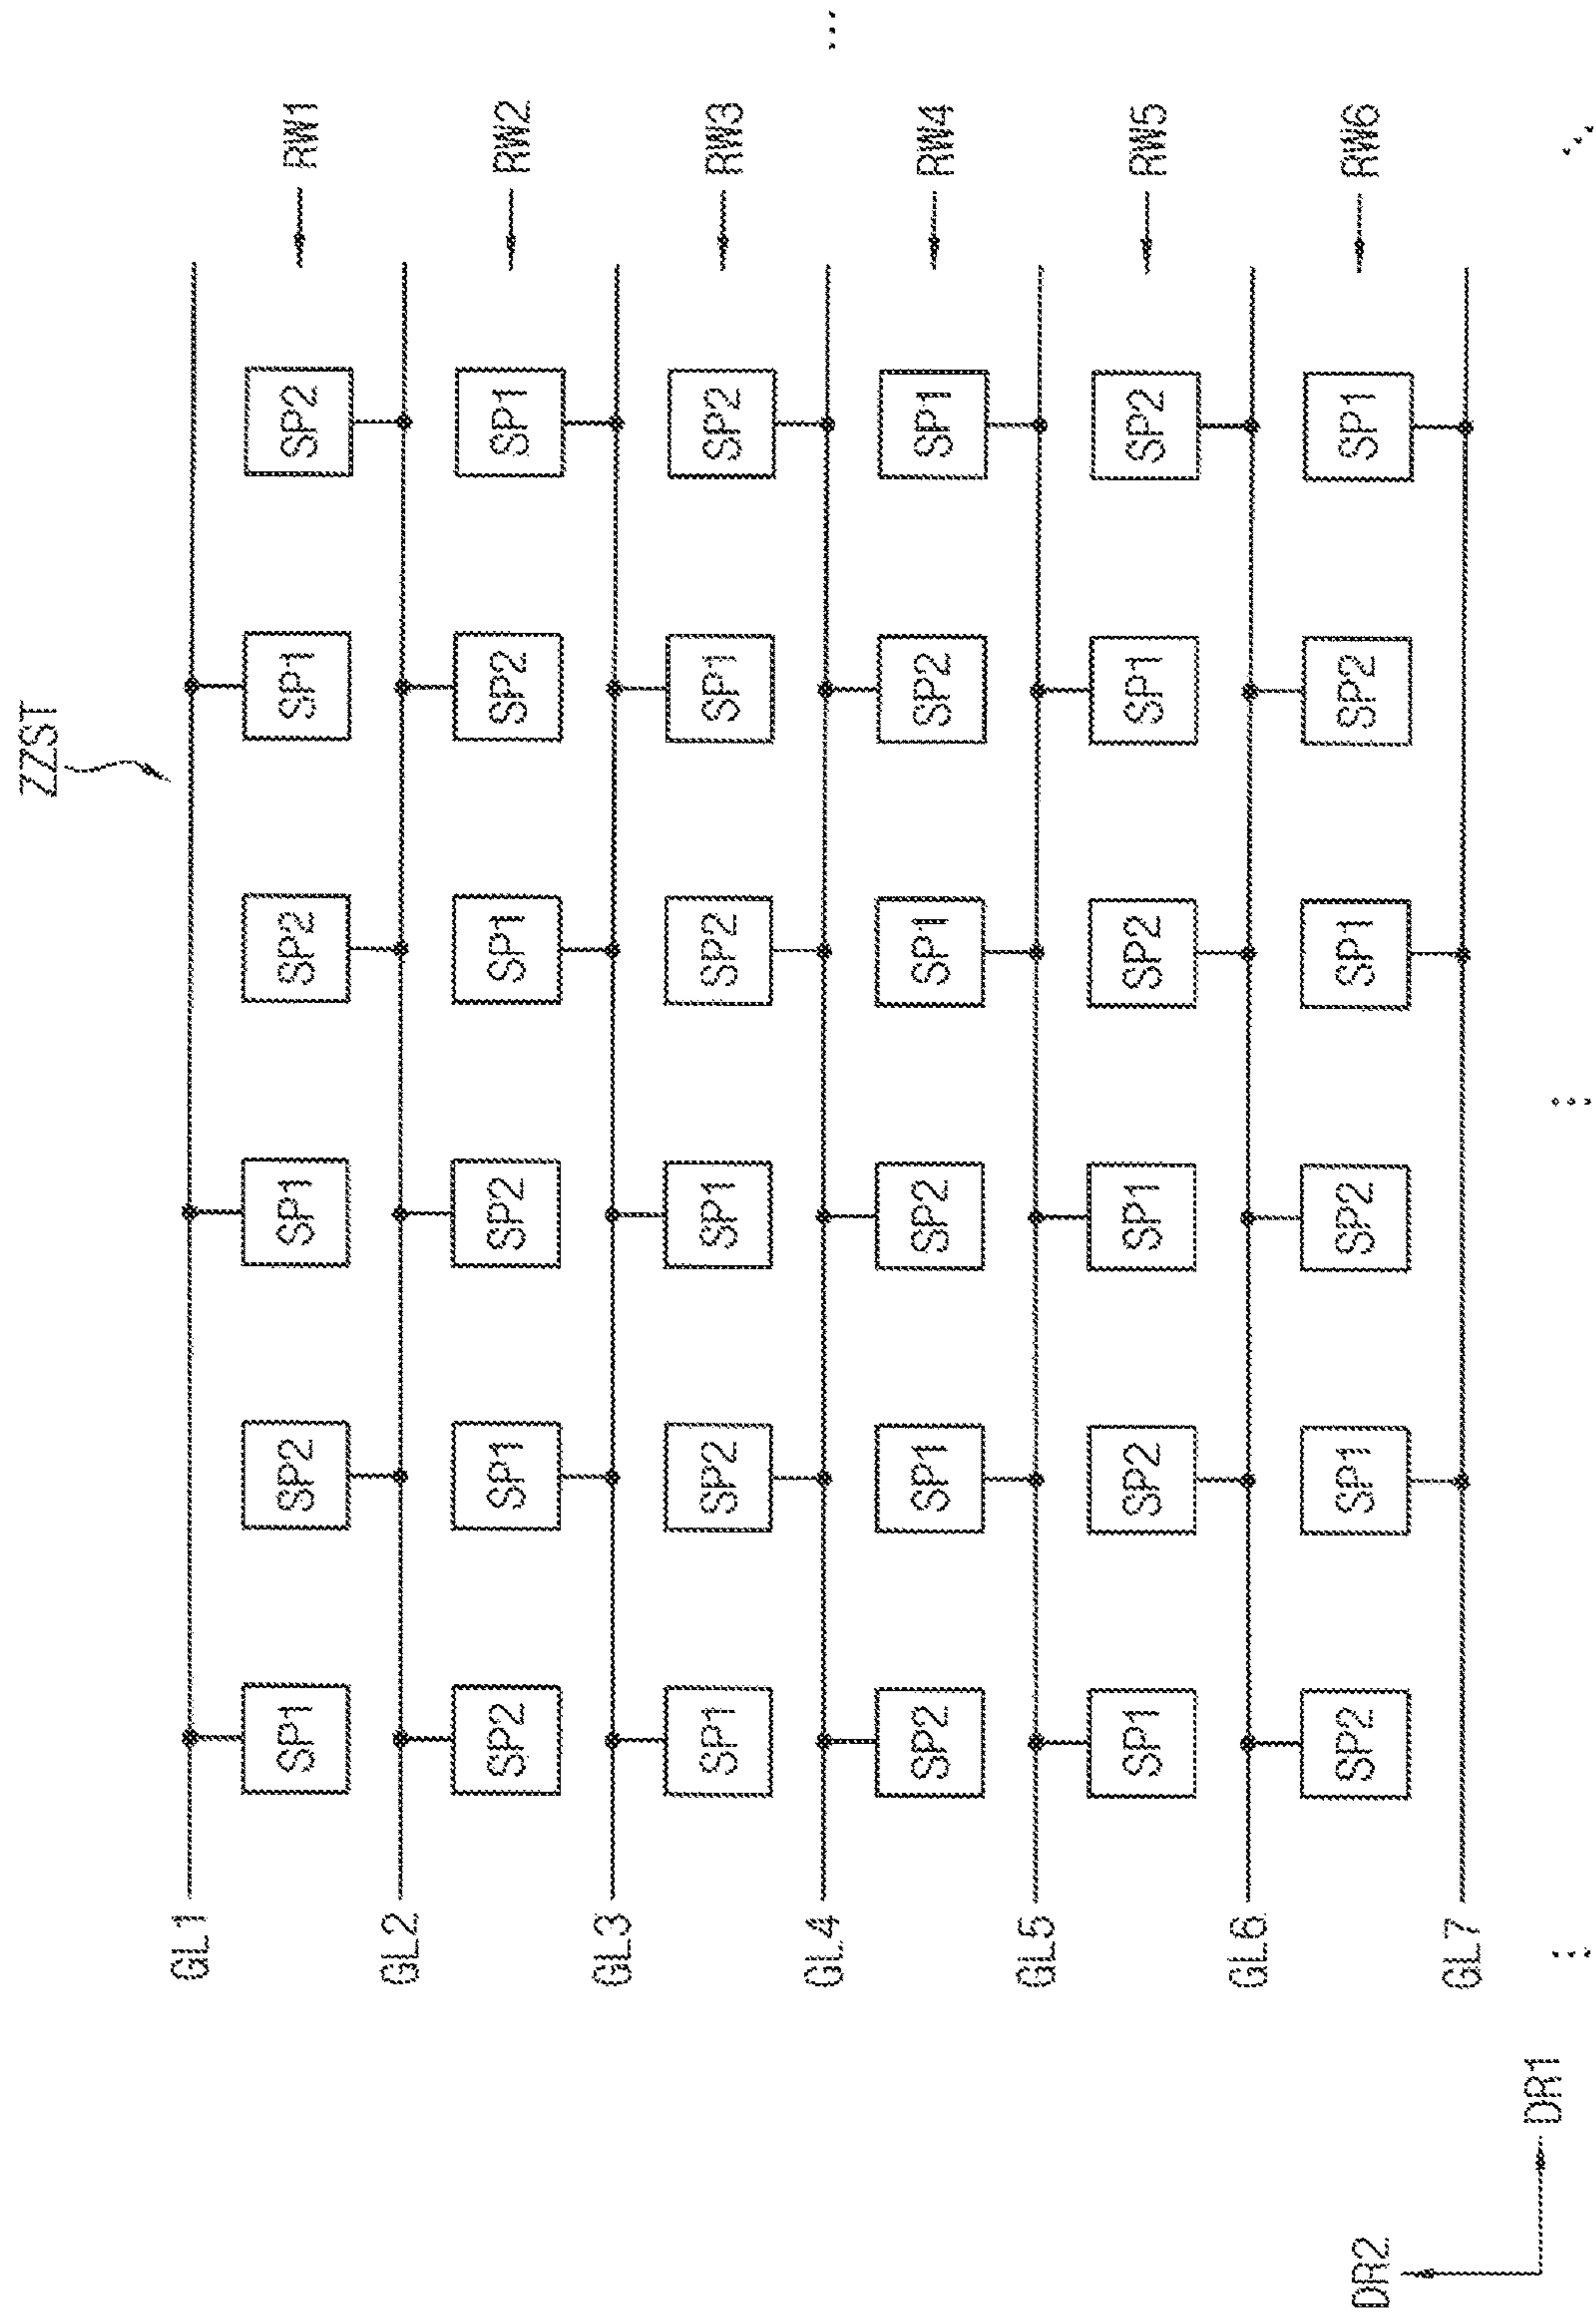 ZZST
GL1
SP1 SP2 SP1 SP2 SP1 SP2 RW1
GL2
SP2 SP1 SP2 SP1 SP2 SP1 RW2
GL3
SP1 SP2 SP1 SP2 SP1 SP2 RW3
GL4
SP2 SP1 SP2 SP1 SP2 SP1 RW4
GL5
SP1 SP2 SP1 SP2 SP1 SP2 RW5
GL6
SP2 SP1 SP2 SP1 SP2 SP1 RW6
GL7
DR2
DR1